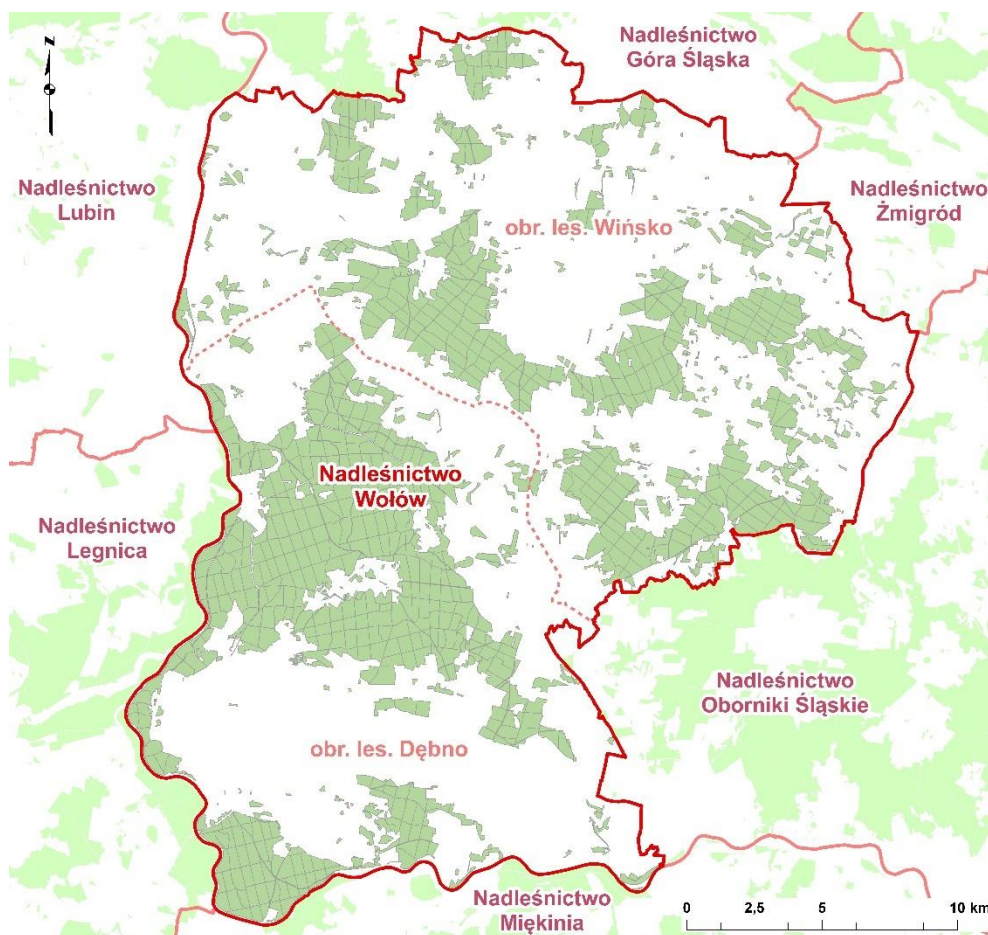 N
Nadleśnictwo
Góra Śląska
Nadleśnictwo
Lubin
Nadleśnictwo
Żmigród
obr. les. Wińsko
Nadleśnictwo
Wołów
Nadleśnictwo
Legnica
Nadleśnictwo
Oborniki Śląskie
obr. les. Dębno
Nadleśnictwo
Miękinia
0 2,5 5 10 km